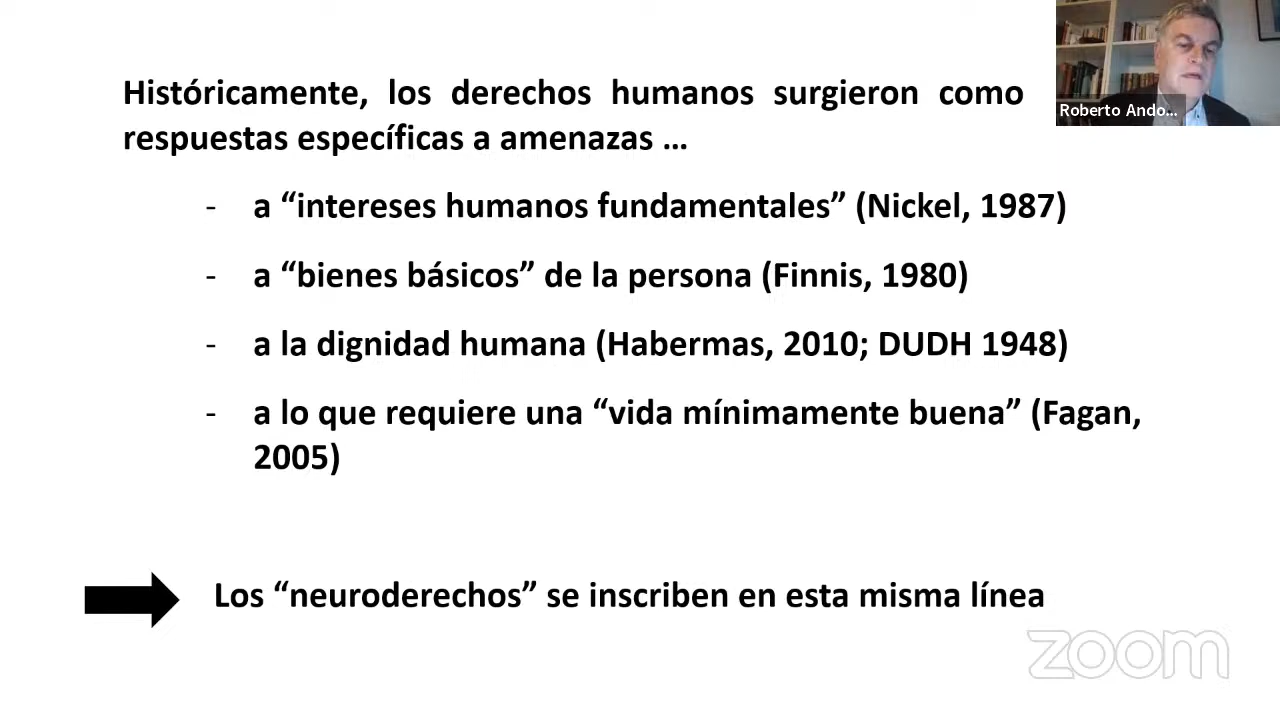 Históricamente, los derechos humanos surgieron como
respuestas específicas a amenazas ...
- a “intereses humanos fundamentales” (Nickel, 1987)
- a “bienes básicos” de la persona (Finnis, 1980)
- a la dignidad humana (Habermas, 2010; DUDH 1948)
- a lo que requiere una “vida mínimamente buena” (Fagan,
2005)
Los “neuroderechos” se inscriben en esta misma línea
Roberto Ando...
zoom